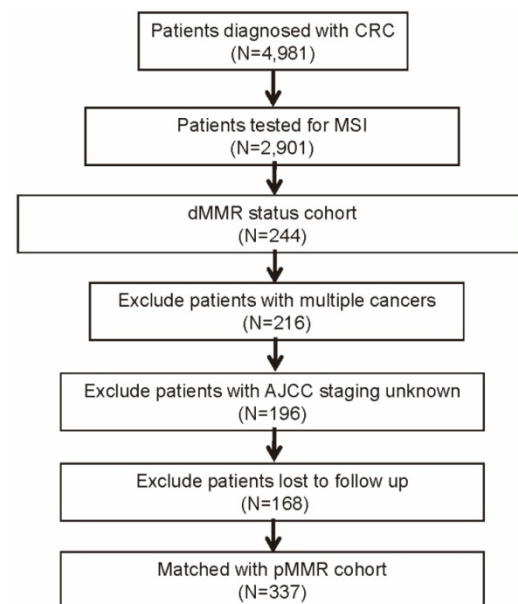 Patients diagnosed with CRC
(N=4,981)
Patients tested for MSI
(N=2,901)
dMMR status cohort
(N=244)
Exclude patients with multiple cancers
(N=216)
Exclude patients with AJCC staging unknown
(N=196)
Exclude patients lost to follow up
(N=168)
Matched with pMMR cohort
(N=337)